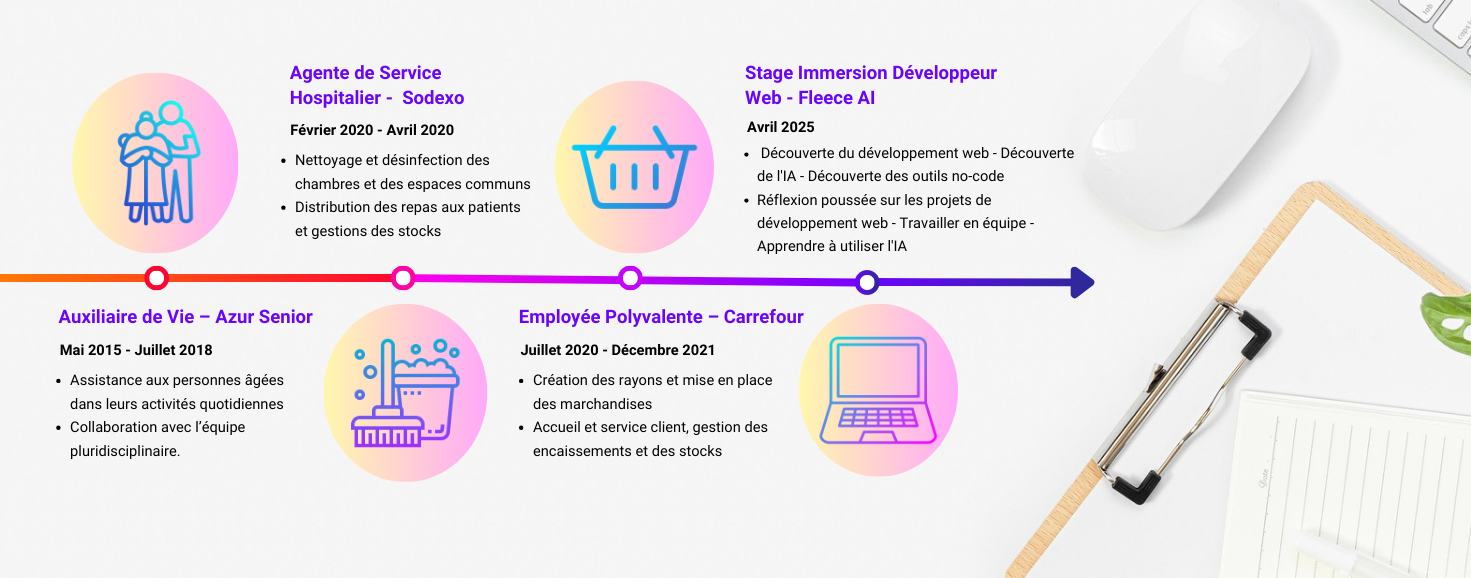 Agente de Service
Hospitalier - Sodexo
Février 2020 - Avril 2020
• Nettoyage et désinfection des
chambres et des espaces communs
• Distribution des repas aux patients
et gestions des stocks
Stage Immersion Développeur
Web - Fleece AI
Avril 2025
• Découverte du développement web - Découverte
de l'IA - Découverte des outils no-code
• Réflexion poussée sur les projets de
développement web - Travailler en équipe -
Apprendre à utiliser l'IA
Auxiliaire de Vie – Azur Senior
Mai 2015 - Juillet 2018
• Assistance aux personnes âgées
dans leurs activités quotidiennes
• Collaboration avec l’équipe
pluridisciplinaire.
Employée Polyvalente – Carrefour
Juillet 2020 - Décembre 2021
• Création des rayons et mise en place
des marchandises
• Accueil et service client, gestion des
encaissements et des stocks